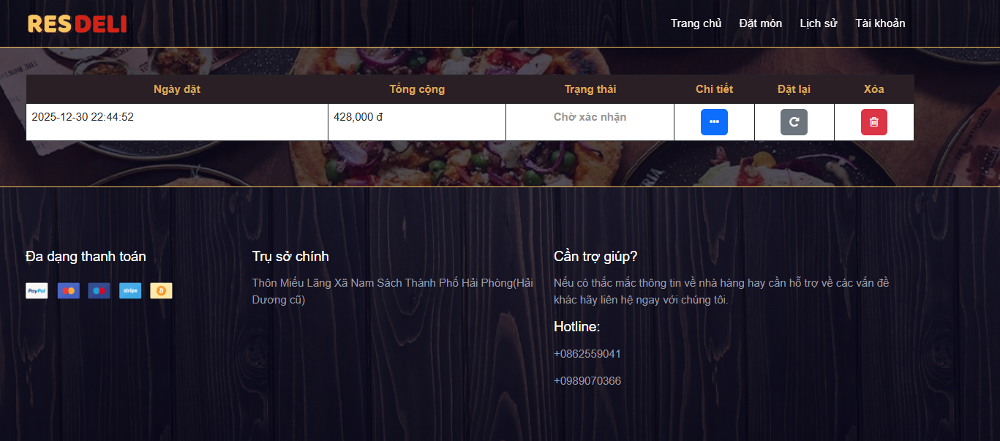 RES DELI
Trang chủ Đặt món Lịch sử Tài khoản
Ngày đặt Tổng cộng Trạng thái Chi tiết Đặt lại Xóa
2025-12-30 22:44:52 428,000 đ Chờ xác nhận
Đa dạng thanh toán
PayPal stripe
Trụ sở chính
Thôn Miếu Lãng Xã Nam Sách Thành Phố Hải Phòng(Hải
Dương cũ)
Cần trợ giúp?
Nếu có thắc mắc thông tin về nhà hàng hay cần hỗ trợ về các vấn đề
khác hãy liên hệ ngay với chúng tôi.
Hotline:
+0862559041
+0989070366